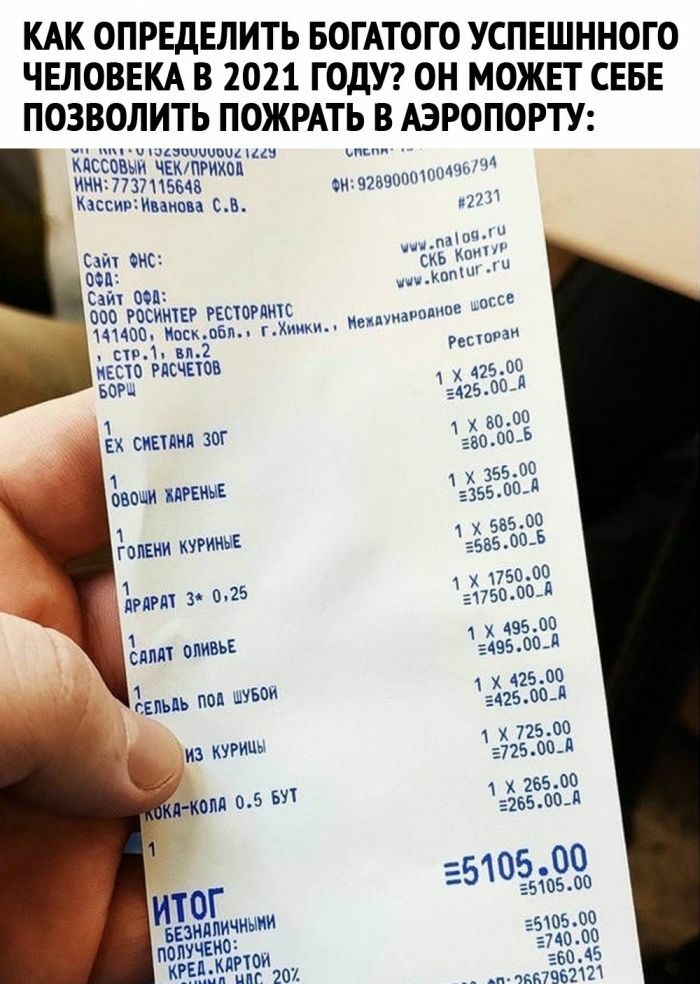 КАК ОПРЕДЕЛИТЬ БОГАТОГО УСПЕШННОГО
ЧЕЛОВЕКА В 2021 ГОДУ? ОН МОЖЕТ СЕБЕ
ПОЗВОЛИТЬ ПОЖРАТЬ В АЭРОПОРТУ:
КАССОВЫЙ ЧЕК/ПРИХОД
ИНН:7737115648 ФН:9289000100496794
Кассир:Иванова С.В. #2231
Сайт ФНС: www.nalog.ru
ОФД: СКБ Контур
Сайт ОФД: www.kontur.ru
ООО РОСИНТЕР РЕСТОРАНТС
141400, Моск.обл., г.Химки., Международное шоссе
, стр.1, вл.2
МЕСТО РАСЧЕТОВ Ресторан
БОРЩ 1 X 425.00
≡425.00_А
1
ЕХ СМЕТАНА 30Г 1 X 80.00
≡80.00_Б
1
ОВОЩИ ЖАРЕНЫЕ 1 X 355.00
≡355.00_А
1
ГОЛЕНИ КУРИНЫЕ 1 X 585.00
≡585.00_Б
1
АРАРАТ 3* 0,25 1 X 1750.00
≡1750.00_А
1
САЛАТ ОЛИВЬЕ 1 X 495.00
≡495.00_А
1
СЕЛЬДЬ ПОД ШУБОЙ 1 X 425.00
≡425.00_А
ИЗ КУРИЦЫ 1 X 725.00
≡725.00_А
КОКА-КОЛА 0.5 БУТ 1 X 265.00
≡265.00_А
1
ИТОГ ≡5105.00
БЕЗНАЛИЧНЫМИ ≡5105.00
ПОЛУЧЕНО:
КРЕД.КАРТОЙ ≡5105.00
≡740.00
НДС 20% ≡60.45
2667962121